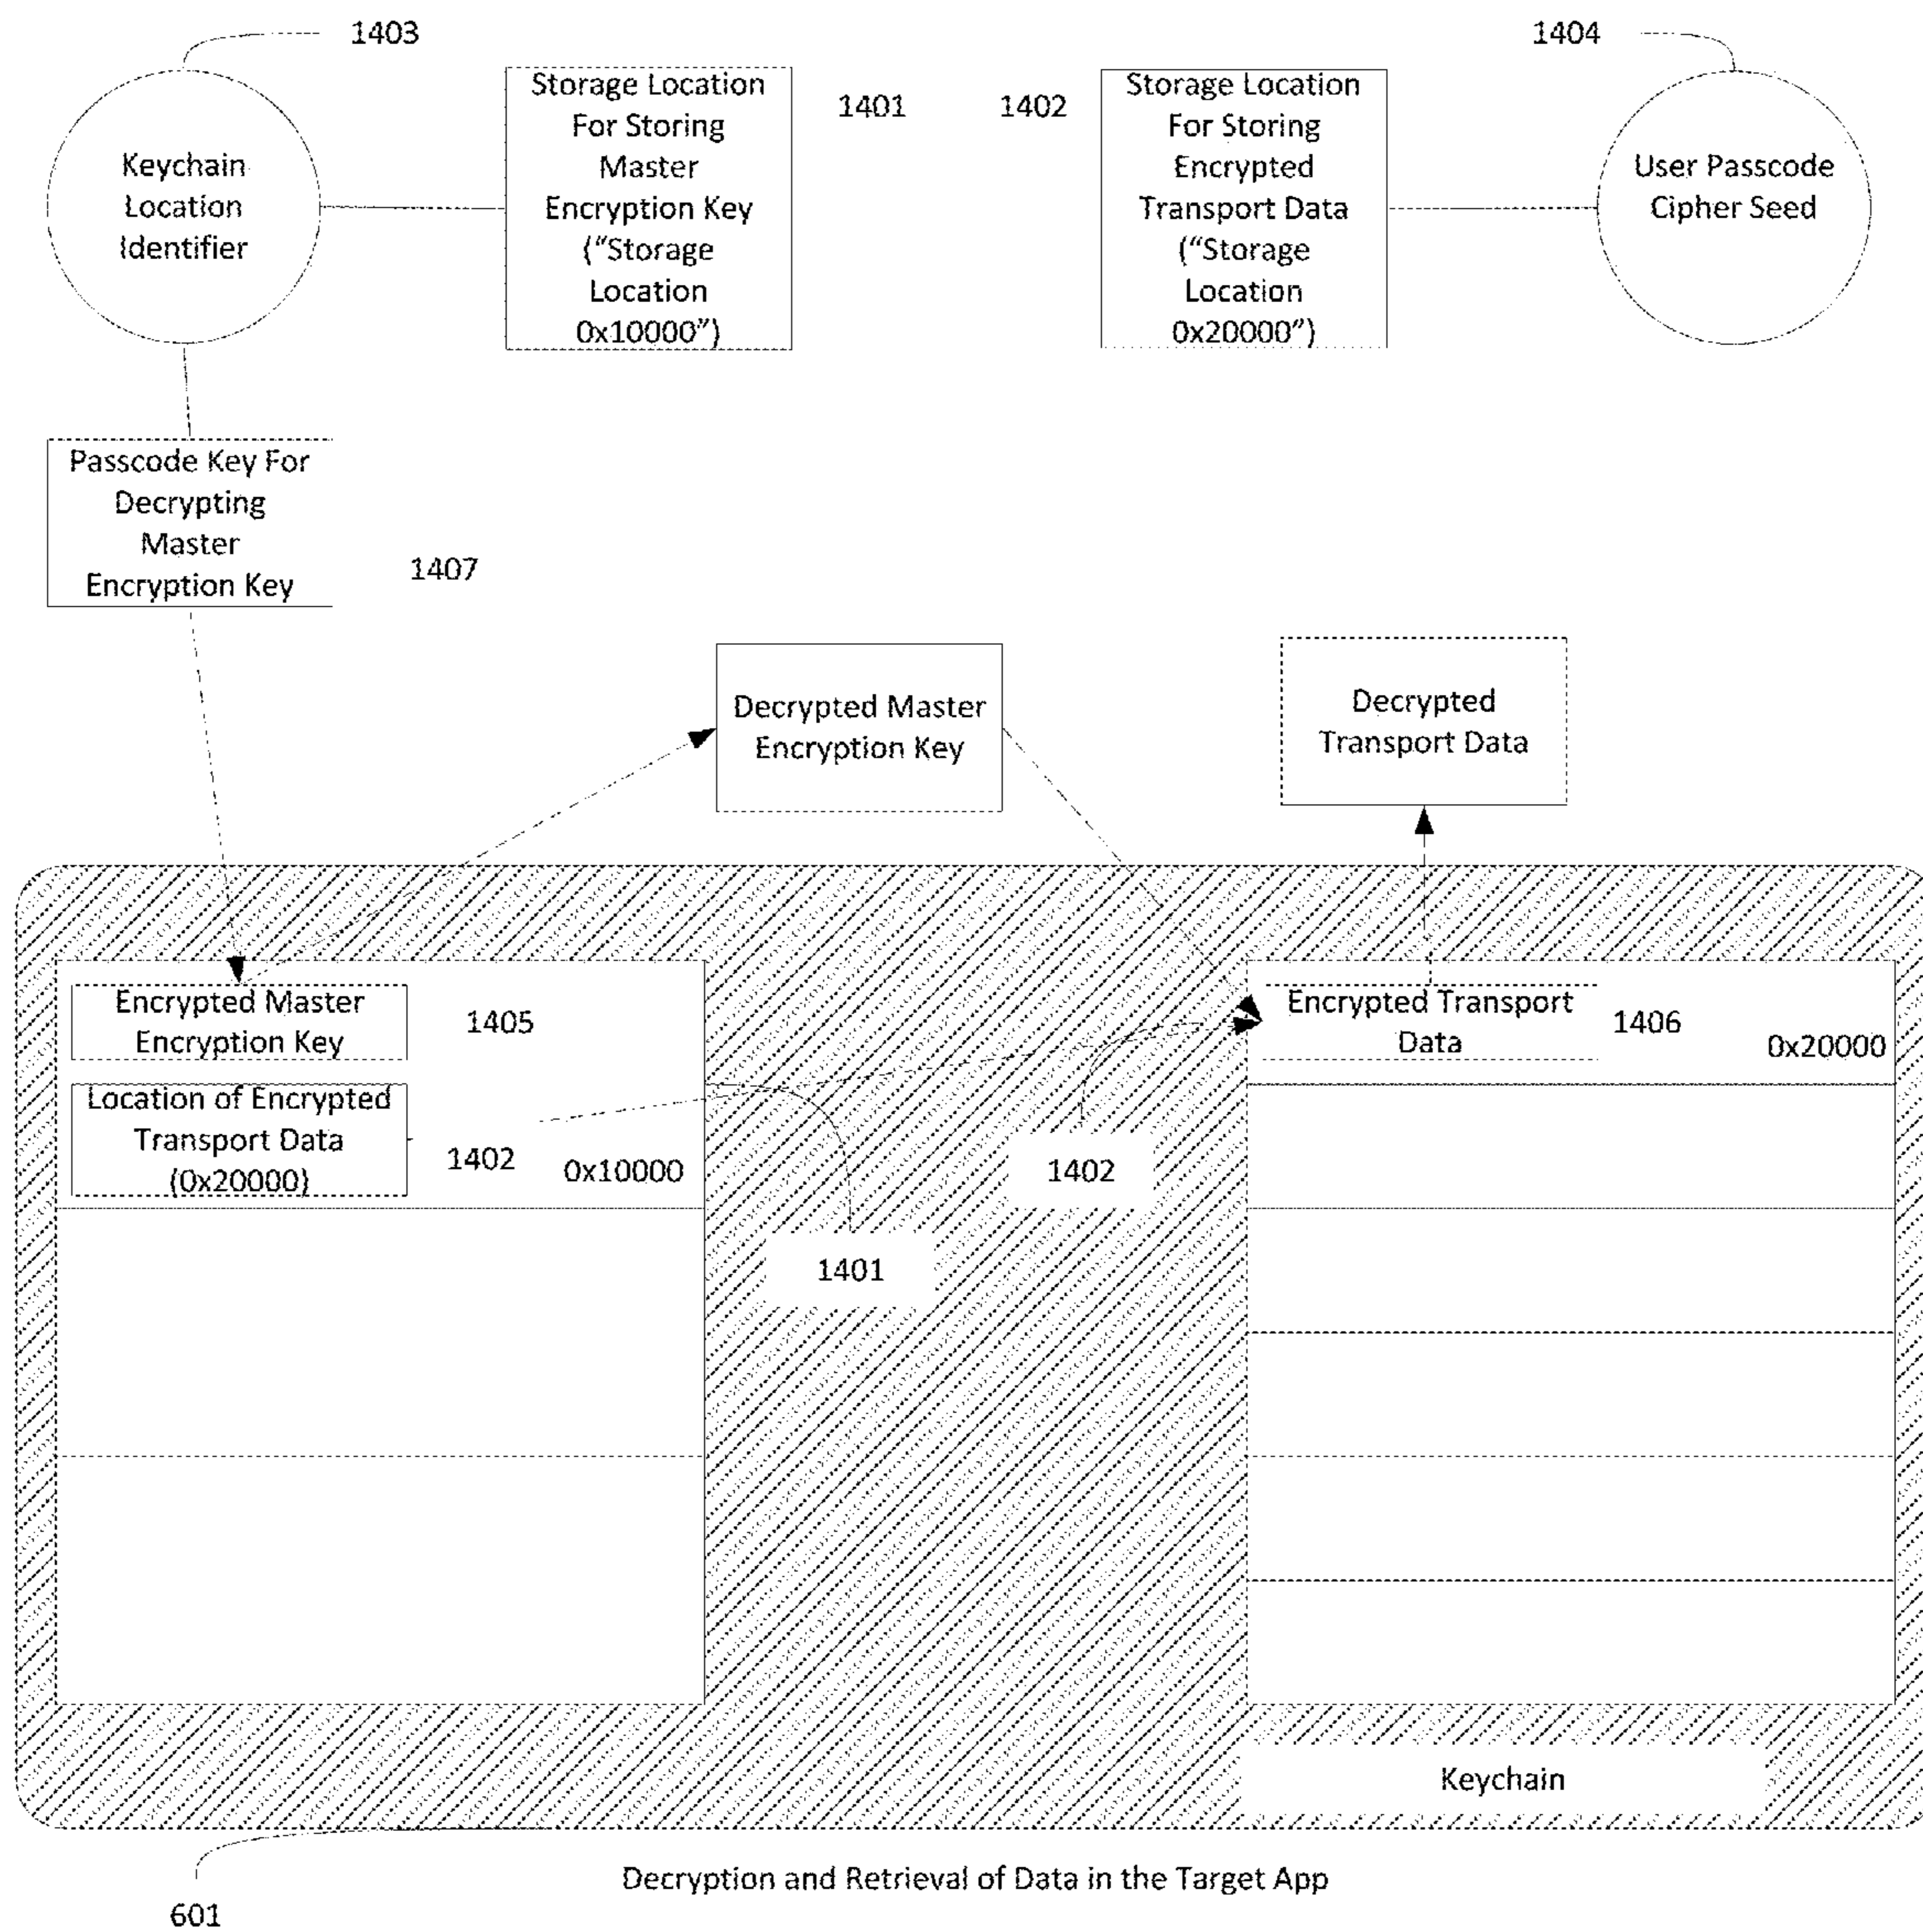 1403
1404
Storage Location
For Storing
Master
Encryption Key
("Storage
Location
0x10000")
1401
1402
Storage Location
For Storing
Encrypted
Transport Data
("Storage
Location
0x20000")
Keychain
Location
Identifier
User Passcode
Cipher Seed
Passcode Key For
Decrypting
Master
Encryption Key
1407
Decrypted Master
Encryption Key
Decrypted
Transport Data
Encrypted Master
Encryption Key
1405
Encrypted Transport
Data
1406
0x20000
Location of Encrypted
Transport Data
(0x20000)
1402
0x10000
1402
1401
Keychain
Decryption and Retrieval of Data in the Target App
601